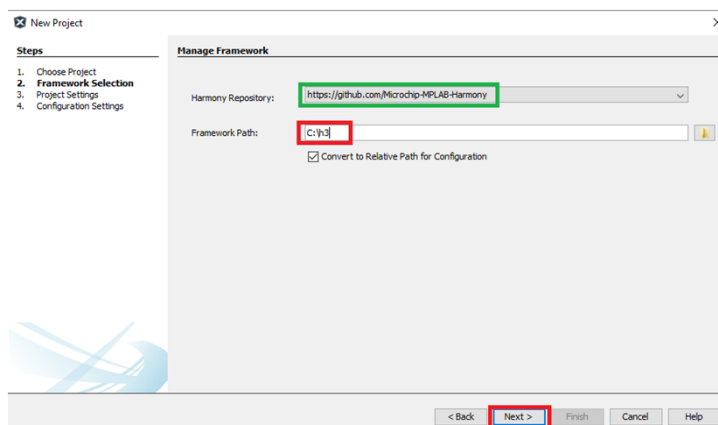 New Project
Steps
1. Choose Project
2. Framework Selection
3. Project Settings
4. Configuration Settings
Manage Framework
Harmony Repository: https://github.com/Microchip-MPLAB-Harmony
Framework Path: C:\h3
Convert to Relative Path for Configuration
< Back Next > Finish Cancel Help